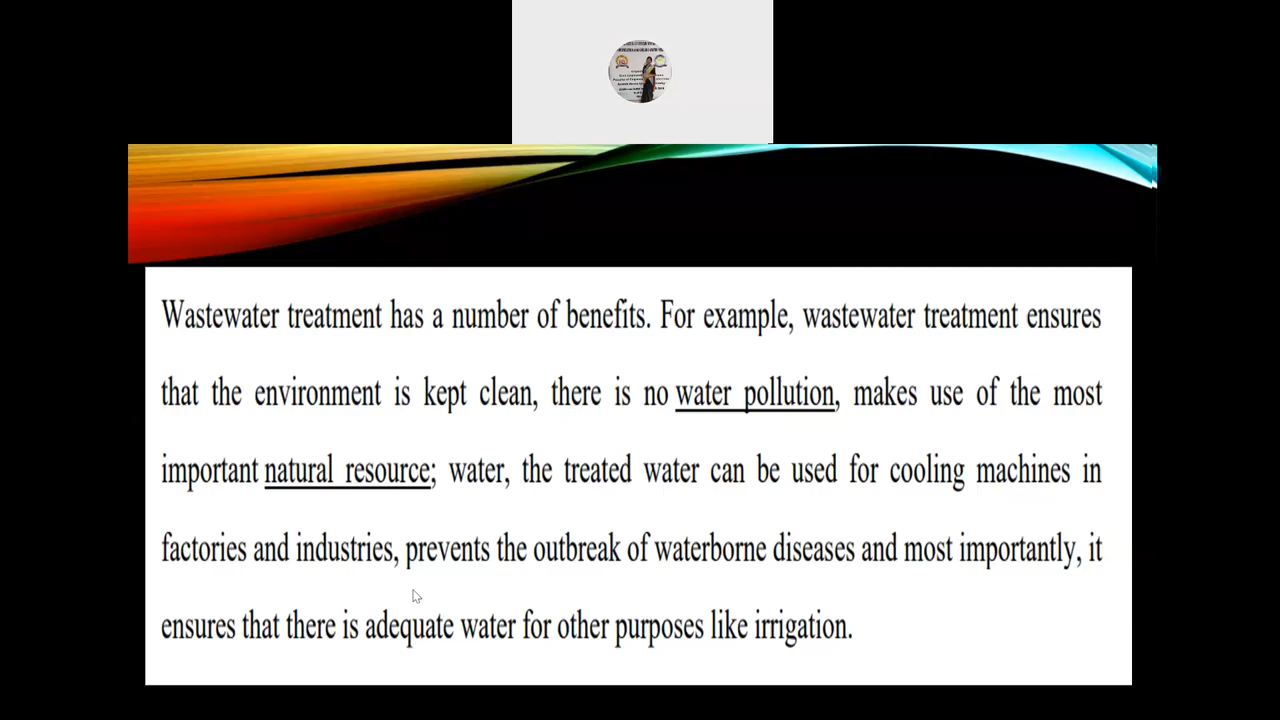 Wastewater treatment has a number of benefits. For example, wastewater treatment ensures
that the environment is kept clean, there is no water pollution, makes use of the most
important natural resource; water, the treated water can be used for cooling machines in
factories and industries, prevents the outbreak of waterborne diseases and most importantly, it
ensures that there is adequate water for other purposes like irrigation.